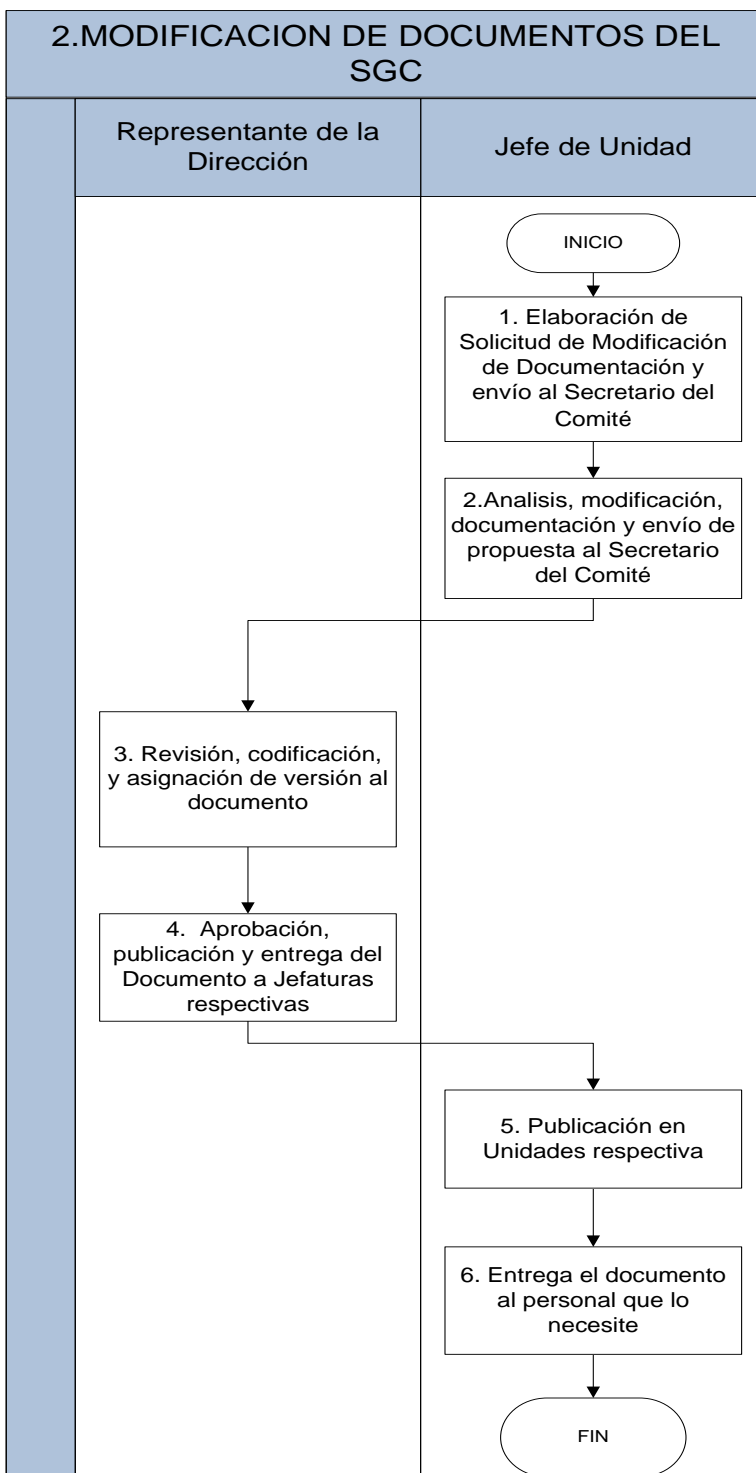 2.MODIFICACION DE DOCUMENTOS DEL
SGC
Representante de la
Dirección
Jefe de Unidad
INICIO
1. Elaboración de
Solicitud de Modificación
de Documentación y
envío al Secretario del
Comité
2.Analisis, modificación,
documentación y envío de
propuesta al Secretario
del Comité
3. Revisión, codificación,
y asignación de versión al
documento
4. Aprobación,
publicación y entrega del
Documento a Jefaturas
respectivas
5. Publicación en
Unidades respectiva
6. Entrega el documento
al personal que lo
necesite
FIN